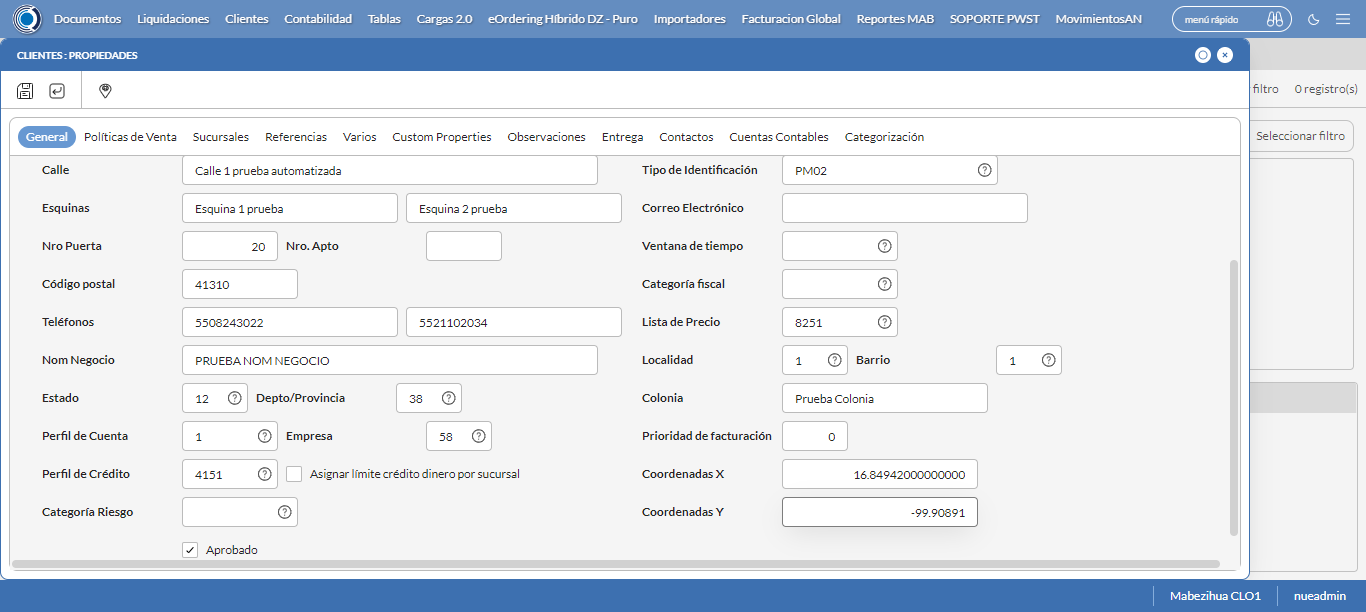 Documentos Liquidaciones Clientes Contabilidad Tablas Cargas 2.0 eOrdering Híbrido DZ - Puro Importadores Facturacion Global Reportes MAB SOPORTE PWST MovimientosAN menú rápido
CLIENTES : PROPIEDADES
filtro 0 registro(s)
General Políticas de Venta Sucursales Referencias Varios Custom Properties Observaciones Entrega Contactos Cuentas Contables Categorización
Seleccionar filtro
Calle Calle 1 prueba automatizada Tipo de Identificación PM02
Esquinas Esquina 1 prueba Esquina 2 prueba Correo Electrónico
Nro Puerta 20 Nro. Apto Ventana de tiempo
Código postal 41310 Categoría fiscal
Teléfonos 5508243022 5521102034 Lista de Precio 8251
Nom Negocio PRUEBA NOM NEGOCIO Localidad 1 Barrio 1
Estado 12 Depto/Provincia 38 Colonia Prueba Colonia
Perfil de Cuenta 1 Empresa 58 Prioridad de facturación 0
Perfil de Crédito 4151 Asignar límite crédito dinero por sucursal Coordenadas X 16.84942000000000
Categoría Riesgo Coordenadas Y -99.90891
Aprobado
Mabezihua CLO1 nueadmin